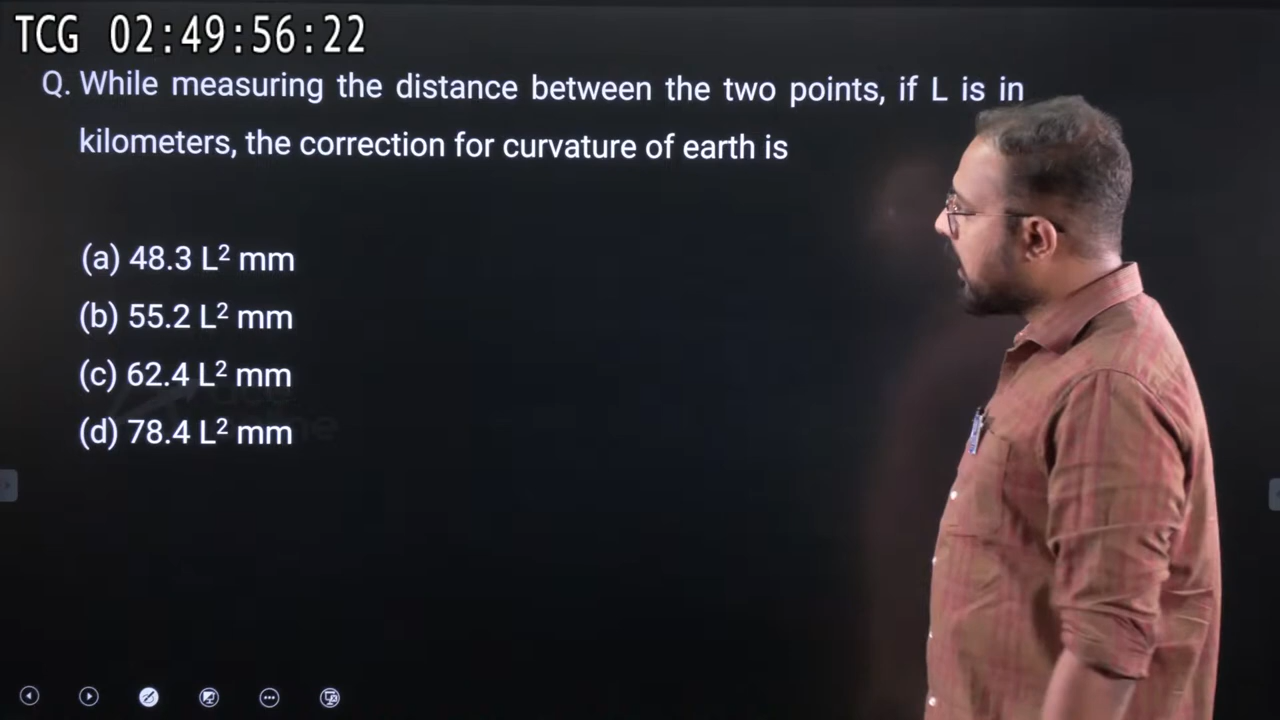 TCG 02:49:56:22
Q. While measuring the distance between the two points, if L is in
kilometers, the correction for curvature of earth is
(a) 48.3 L² mm
(b) 55.2 L² mm
(c) 62.4 L² mm
(d) 78.4 L² mm